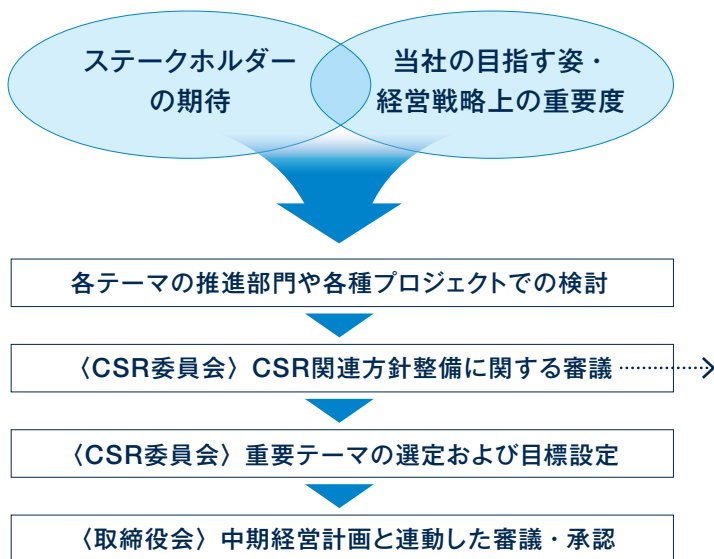 ステークホルダー
の期待
当社の目指す姿・
経営戦略上の重要度
各テーマの推進部門や各種プロジェクトでの検討
〈CSR委員会〉CSR関連方針整備に関する審議
〈CSR委員会〉重要テーマの選定および目標設定
〈取締役会〉中期経営計画と連動した審議・承認